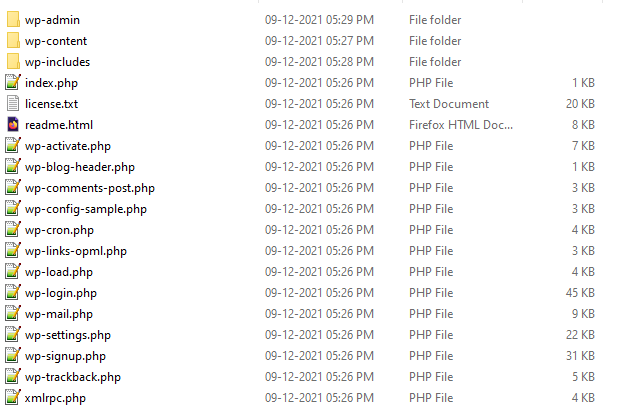 wp-admin 09-12-2021 05:29 PM File folder
wp-content 09-12-2021 05:27 PM File folder
wp-includes 09-12-2021 05:28 PM File folder
index.php 09-12-2021 05:26 PM PHP File 1 KB
license.txt 09-12-2021 05:26 PM Text Document 20 KB
readme.html 09-12-2021 05:26 PM Firefox HTML Doc... 8 KB
wp-activate.php 09-12-2021 05:26 PM PHP File 7 KB
wp-blog-header.php 09-12-2021 05:26 PM PHP File 1 KB
wp-comments-post.php 09-12-2021 05:26 PM PHP File 3 KB
wp-config-sample.php 09-12-2021 05:26 PM PHP File 3 KB
wp-cron.php 09-12-2021 05:26 PM PHP File 4 KB
wp-links-opml.php 09-12-2021 05:26 PM PHP File 3 KB
wp-load.php 09-12-2021 05:26 PM PHP File 4 KB
wp-login.php 09-12-2021 05:26 PM PHP File 45 KB
wp-mail.php 09-12-2021 05:26 PM PHP File 9 KB
wp-settings.php 09-12-2021 05:26 PM PHP File 22 KB
wp-signup.php 09-12-2021 05:26 PM PHP File 31 KB
wp-trackback.php 09-12-2021 05:26 PM PHP File 5 KB
xmlrpc.php 09-12-2021 05:26 PM PHP File 4 KB